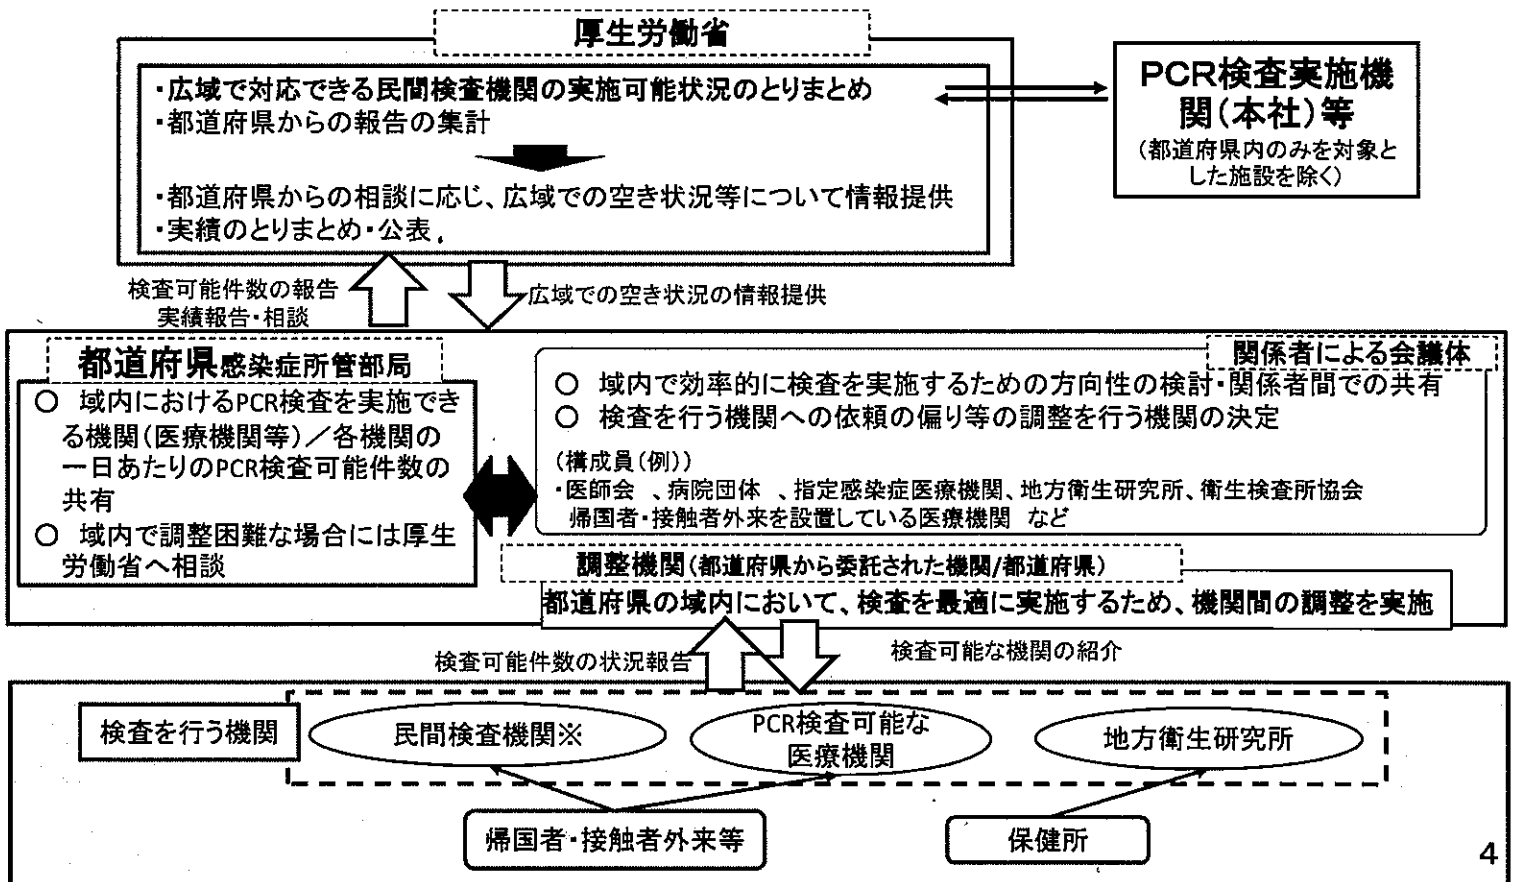 厚生労働省
・広域で対応できる民間検査機関の実施可能状況のとりまとめ
・都道府県からの報告の集計
・都道府県からの相談に応じ、広域での空き状況等について情報提供
・実績のとりまとめ・公表
PCR検査実施機
関(本社)等
(都道府県内のみを対象と
した施設を除く)
検査可能件数の報告
実績報告・相談
広域での空き状況の情報提供
都道府県感染症所管部局
○ 域内におけるPCR検査を実施でき
る機関(医療機関等)/各機関の
一日あたりのPCR検査可能件数の
共有
○ 域内で調整困難な場合には厚生
労働省へ相談
関係者による会議体
○ 域内で効率的に検査を実施するための方向性の検討・関係者間での共有
○ 検査を行う機関への依頼の偏り等の調整を行う機関の決定
(構成員(例))
・医師会 、病院団体 、指定感染症医療機関、地方衛生研究所、衛生検査所協会
帰国者・接触者外来を設置している医療機関 など
調整機関(都道府県から委託された機関/都道府県)
都道府県の域内において、検査を最適に実施するため、機関間の調整を実施
検査可能件数の状況報告
検査可能な機関の紹介
検査を行う機関
民間検査機関※
PCR検査可能な
医療機関
地方衛生研究所
帰国者・接触者外来等
保健所
4